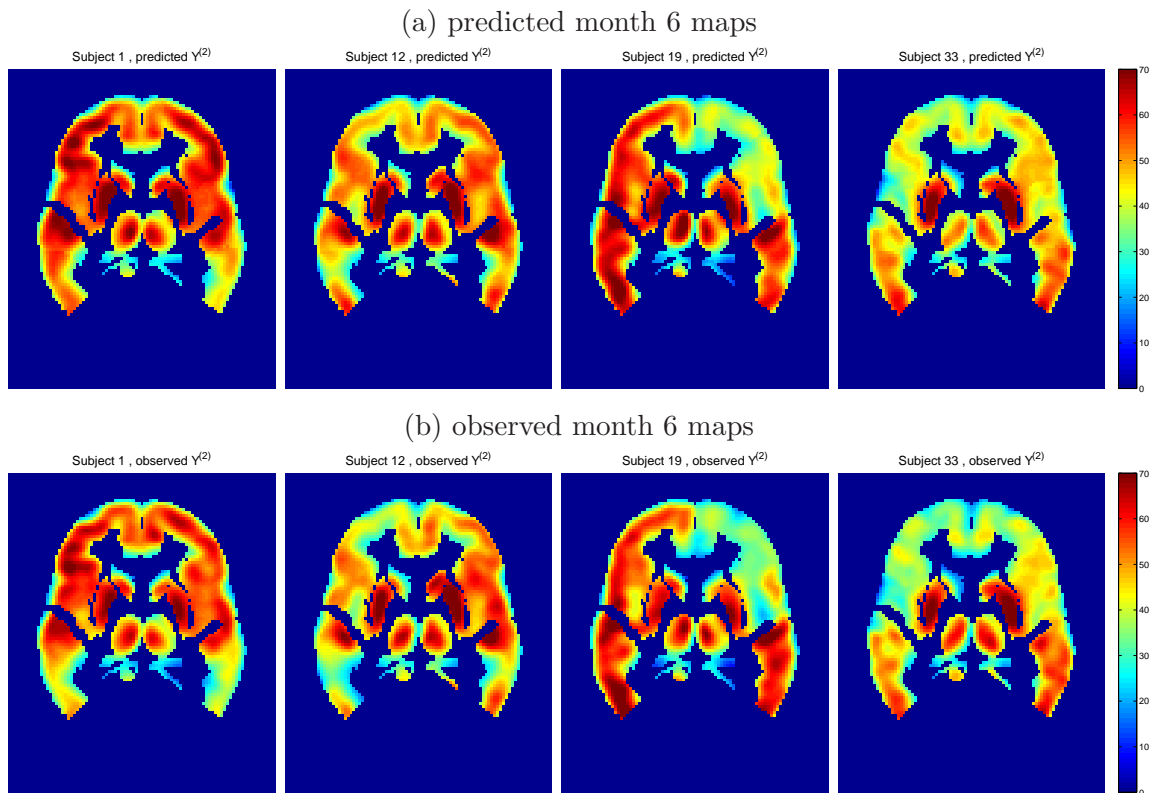 (a) predicted month 6 maps
Subject 1 , predicted Y(2)
Subject 12 , predicted Y(2)
Subject 19 , predicted Y(2)
Subject 33 , predicted Y(2)
70
60
50
40
30
20
10
0
(b) observed month 6 maps
Subject 1 , observed Y(2)
Subject 12 , observed Y(2)
Subject 19 , observed Y(2)
Subject 33 , observed Y(2)
70
60
50
40
30
20
10
0